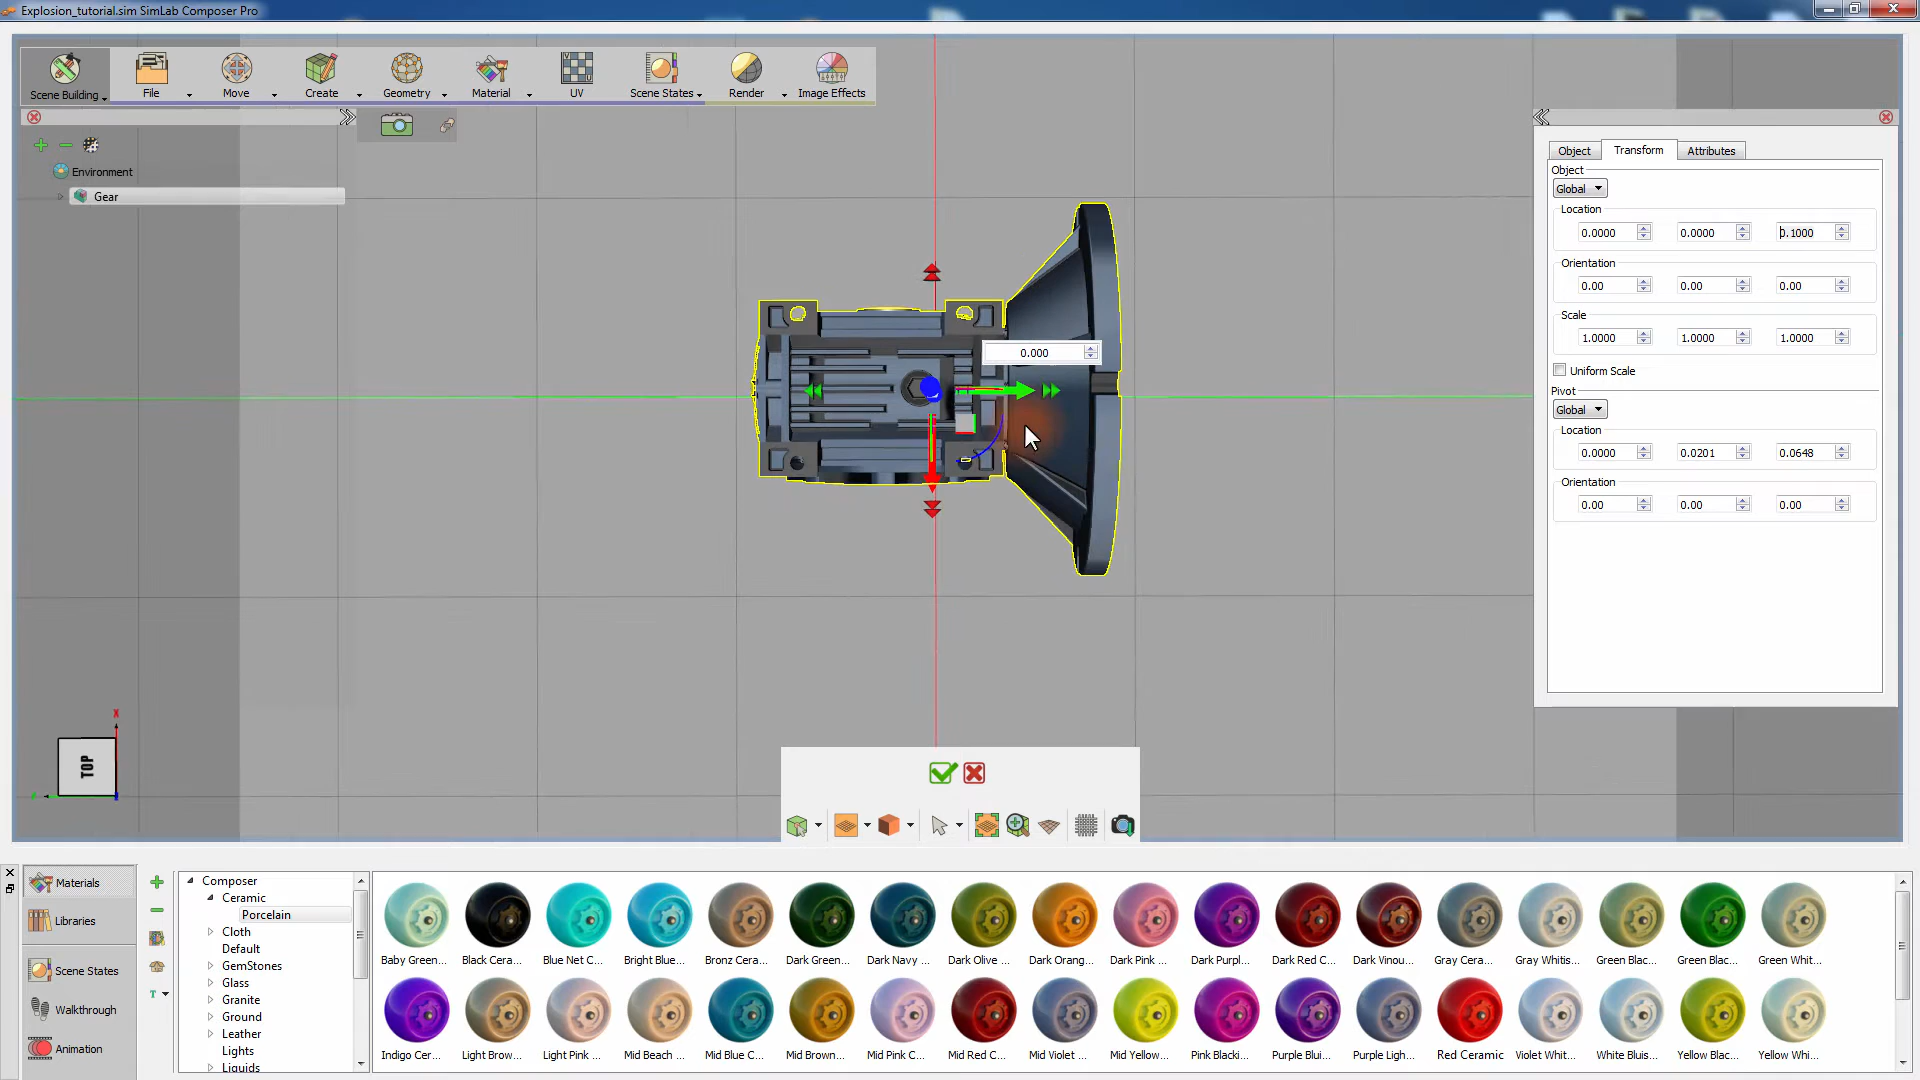 Explosion_tutorial.sim SimLab Composer Pro
Scene Building
File
Move
Create
Geometry
Material
UV
Scene States
Render
Image Effects
Environment
Gear
Object
Transform
Attributes
Object
Global
Location
0.0000 0.0000 0.1000
Orientation
0.00 0.00 0.00
Scale
1.0000 1.0000 1.0000
Uniform Scale
Pivot
Global
Location
0.0000 0.0201 0.0648
Orientation
0.00 0.00 0.00
0.000
X
TOP
Materials
Libraries
Scene States
Walkthrough
Animation
T
Composer
Ceramic
Porcelain
Cloth
Default
GemStones
Glass
Granite
Ground
Leather
Lights
Liquids
Baby Green... Black Cera... Blue Net C... Bright Blue... Bronz Cera... Dark Green... Dark Navy ... Dark Olive ... Dark Orang... Dark Pink ... Dark Purpl... Dark Red C... Dark Vinou... Gray Cera... Gray Whitis... Green Blac... Green Blac... Green Whit...
Indigo Cer... Light Brow... Light Pink ... Mid Beach ... Mid Blue C... Mid Brown... Mid Pink C... Mid Red C... Mid Violet ... Mid Yellow... Pink Blacki... Purple Blui... Purple Ligh... Red Ceramic Violet Whit... White Bluis... Yellow Blac... Yellow Whi...